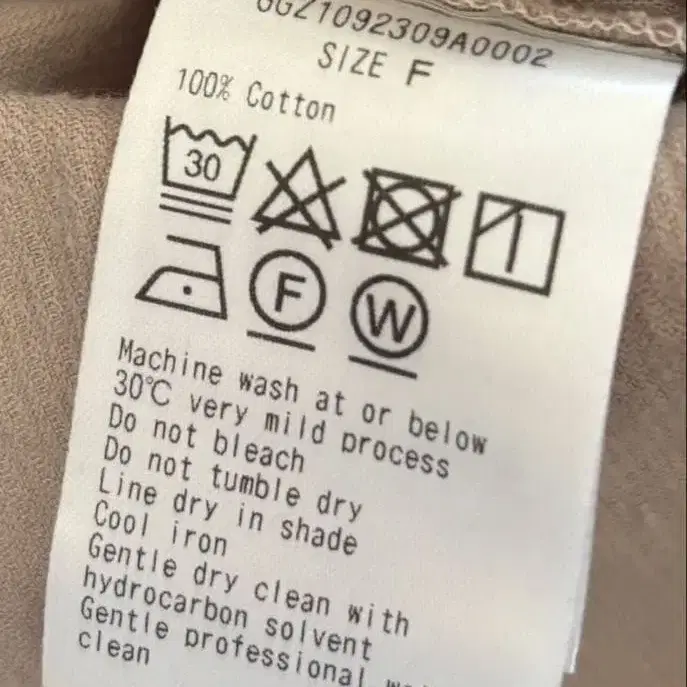 GGZ1092309A0002
SIZE F
100% Cotton
30
F W
Machine wash at or below
30℃ very mild process
Do not bleach
Do not tumble dry
Line dry in shade
Cool iron
Gentle dry clean with
hydrocarbon solvent
Gentle professional
clean